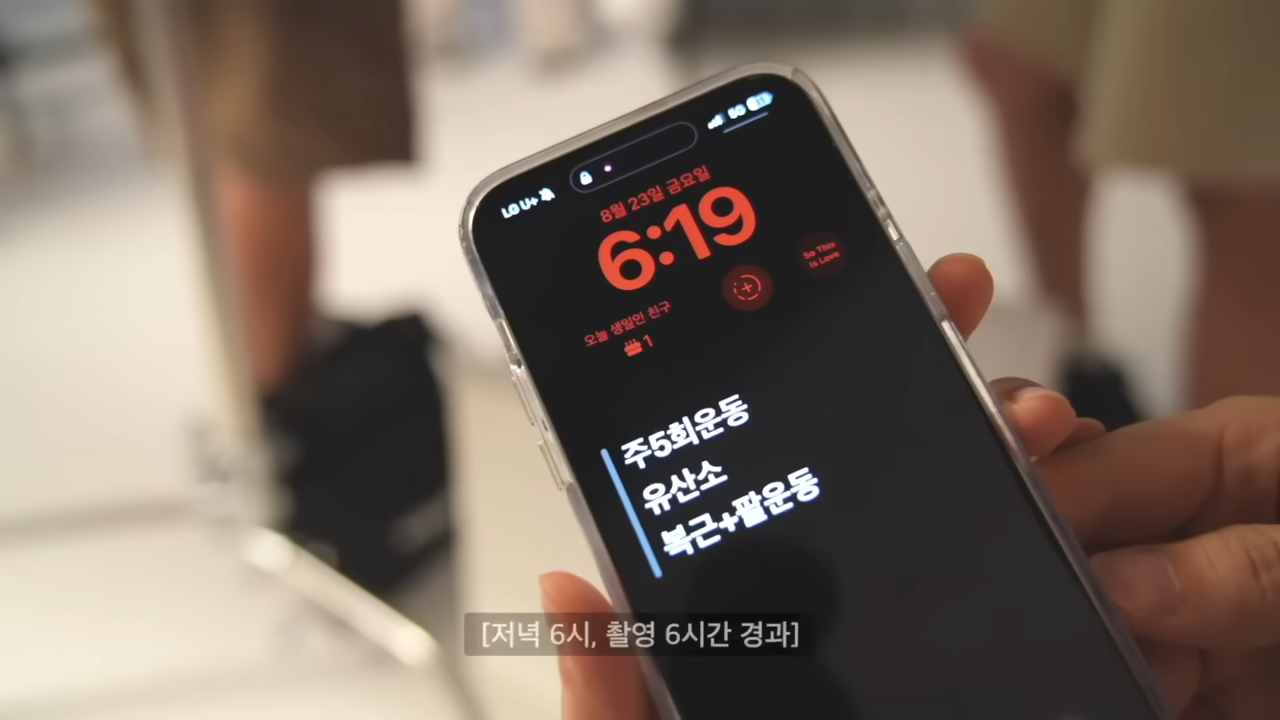 LG U+
5G
8월 23일 금요일
6:19
So This
Is Love
오늘 생일인 친구
1
주5회운동
유산소
복근+팔운동
[저녁 6시, 촬영 6시간 경과]